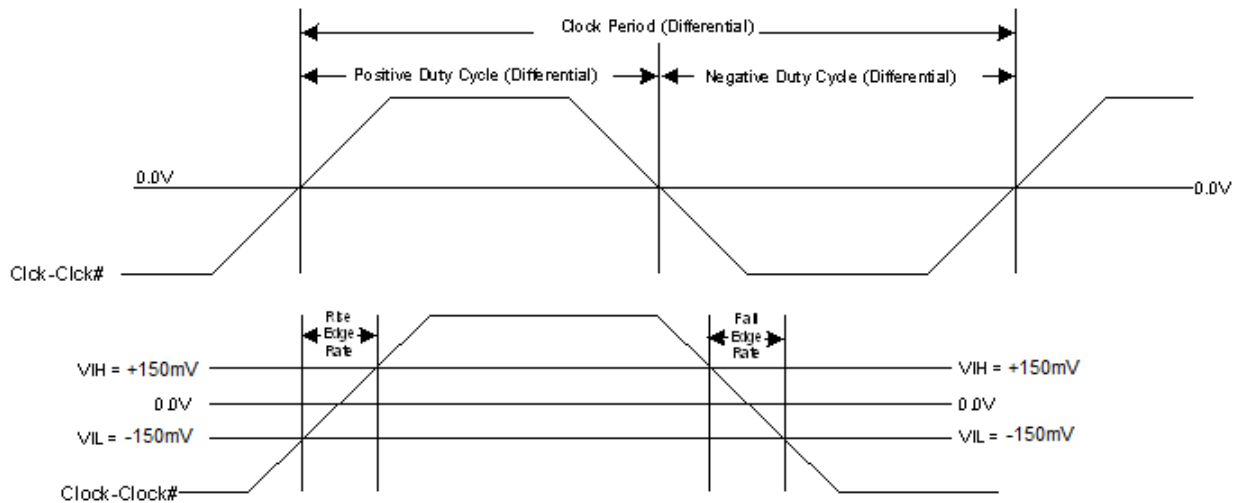 Clock Period (Differential)
Positive Duty Cycle (Differential)
Negative Duty Cycle (Differential)
0.0V
0.0V
Clck-Clck#
Rise
Edge
Rate
Fall
Edge
Rate
VIH = +150mV
VIH = +150mV
0.0V
0.0V
VIL = -150mV
VIL = -150mV
Clock-Clock#